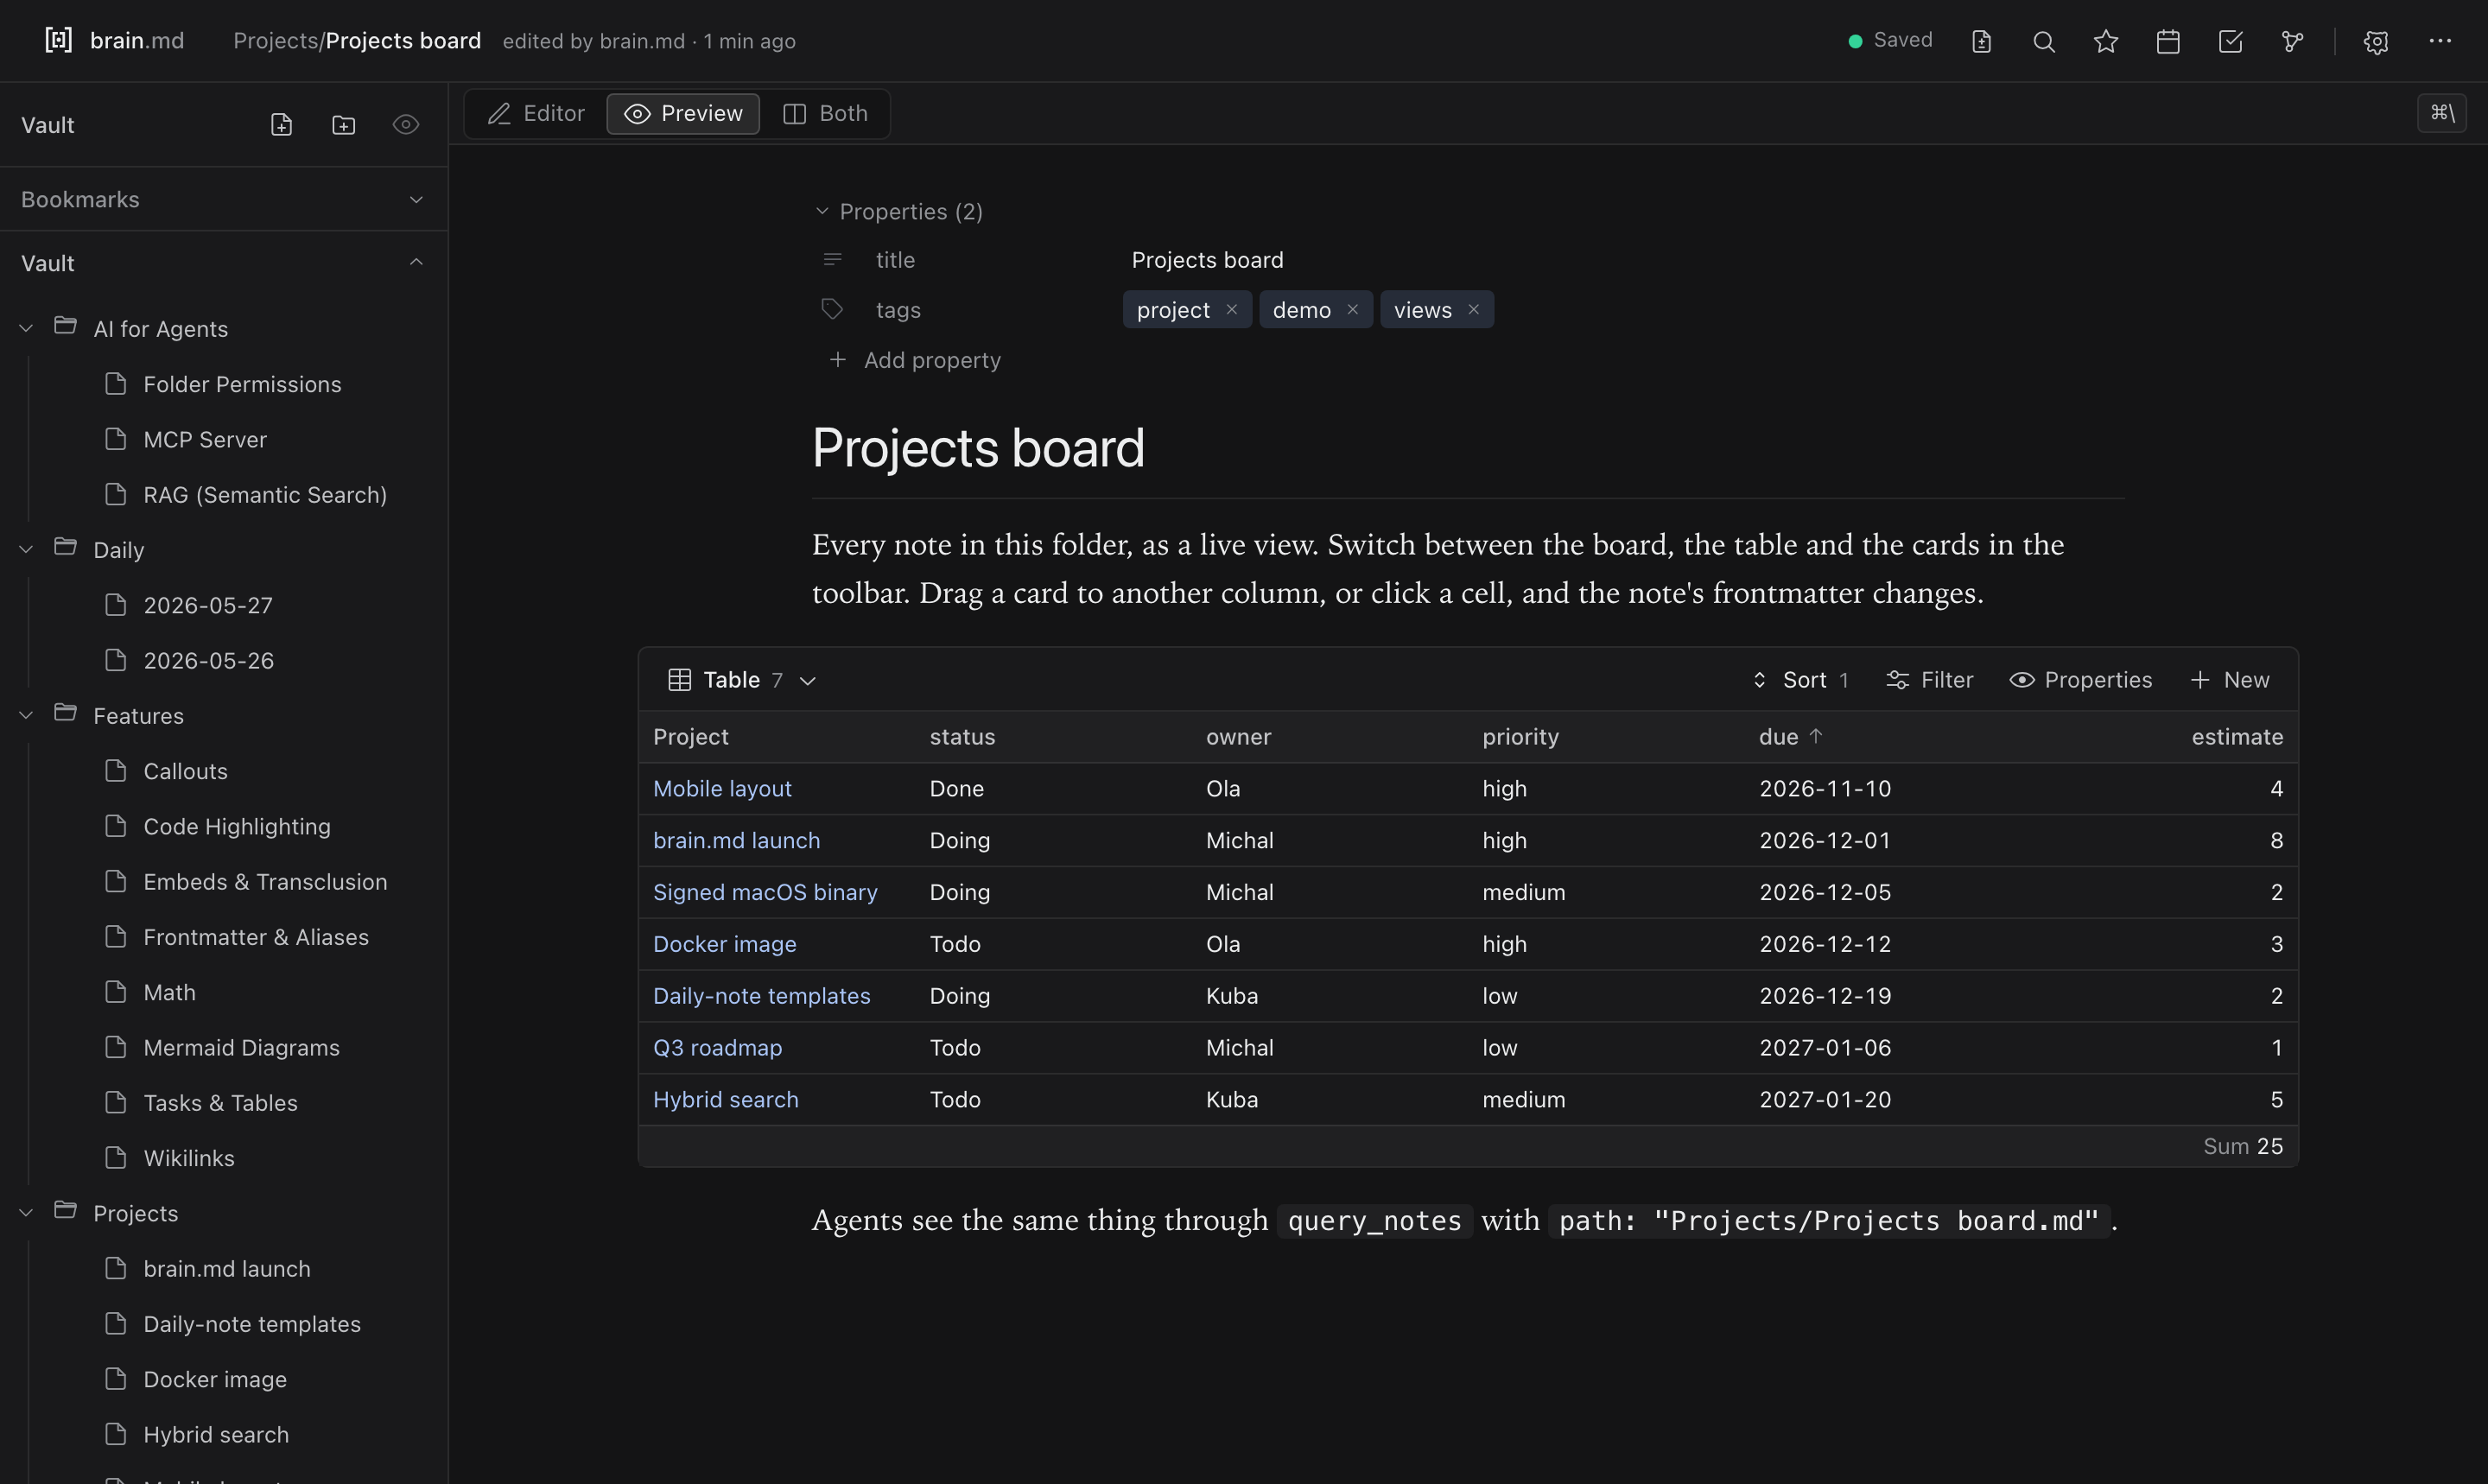 brain.md Projects/Projects board edited by brain.md · 1 min ago Saved
Vault
Bookmarks
Vault
AI for Agents
Folder Permissions
MCP Server
RAG (Semantic Search)
Daily
2026-05-27
2026-05-26
Features
Callouts
Code Highlighting
Embeds & Transclusion
Frontmatter & Aliases
Math
Mermaid Diagrams
Tasks & Tables
Wikilinks
Projects
brain.md launch
Daily-note templates
Docker image
Hybrid search
Editor Preview Both ⌘\
Properties (2)
title Projects board
tags project × demo × views ×
+ Add property
Projects board
Every note in this folder, as a live view. Switch between the board, the table and the cards in the
toolbar. Drag a card to another column, or click a cell, and the note's frontmatter changes.
Table 7 Sort 1 Filter Properties + New
Project status owner priority due ↑ estimate
Mobile layout Done Ola high 2026-11-10 4
brain.md launch Doing Michal high 2026-12-01 8
Signed macOS binary Doing Michal medium 2026-12-05 2
Docker image Todo Ola high 2026-12-12 3
Daily-note templates Doing Kuba low 2026-12-19 2
Q3 roadmap Todo Michal low 2027-01-06 1
Hybrid search Todo Kuba medium 2027-01-20 5
Sum 25
Agents see the same thing through query_notes with path: "Projects/Projects board.md".